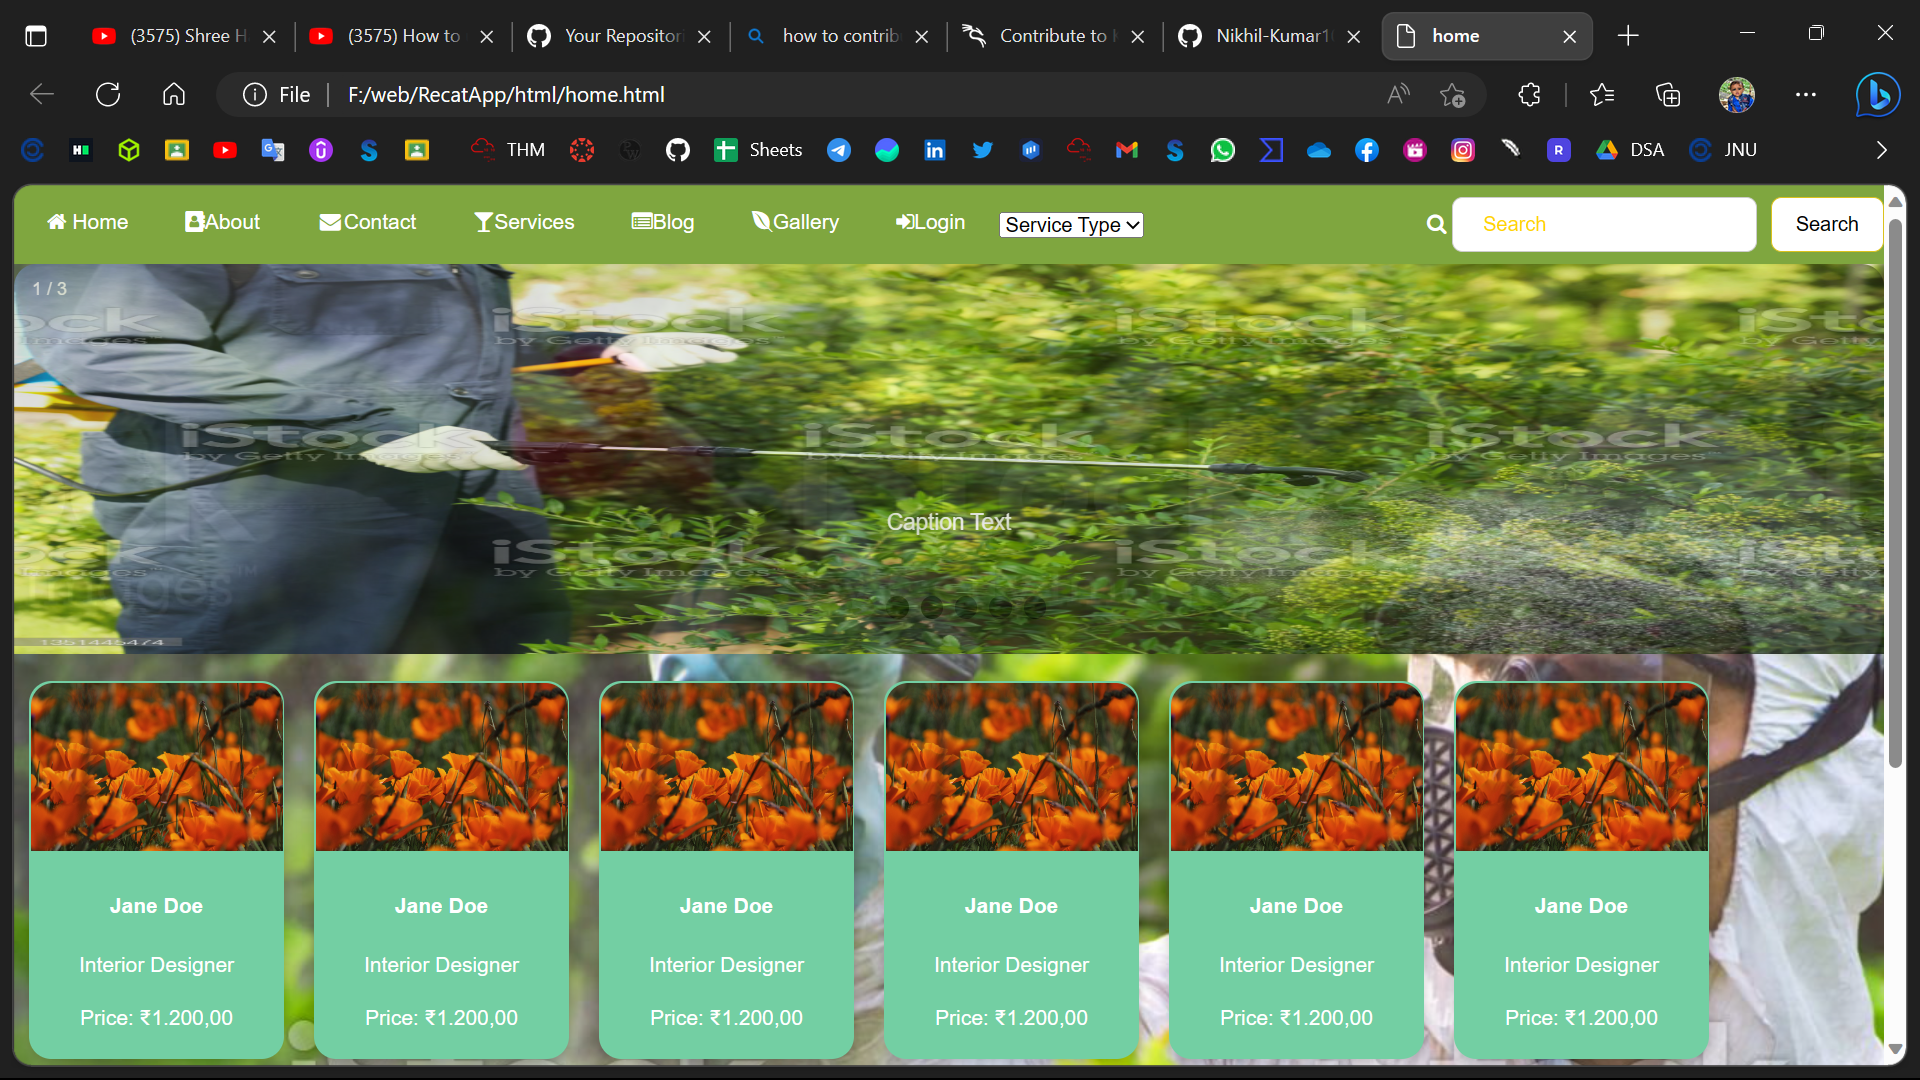 (3575) Shree H
(3575) How to
Your Repositori
how to contrib
Contribute to
Nikhil-Kumar1
home
File
F:/web/RecatApp/html/home.html
THM
Sheets
DSA
JNU
Home
About
Contact
Services
Blog
Gallery
Login
Service Type
Search
Search
1 / 3
iStock
by Getty Images™
Caption Text
1351445474
Jane Doe
Interior Designer
Price: ₹1.200,00
Jane Doe
Interior Designer
Price: ₹1.200,00
Jane Doe
Interior Designer
Price: ₹1.200,00
Jane Doe
Interior Designer
Price: ₹1.200,00
Jane Doe
Interior Designer
Price: ₹1.200,00
Jane Doe
Interior Designer
Price: ₹1.200,00